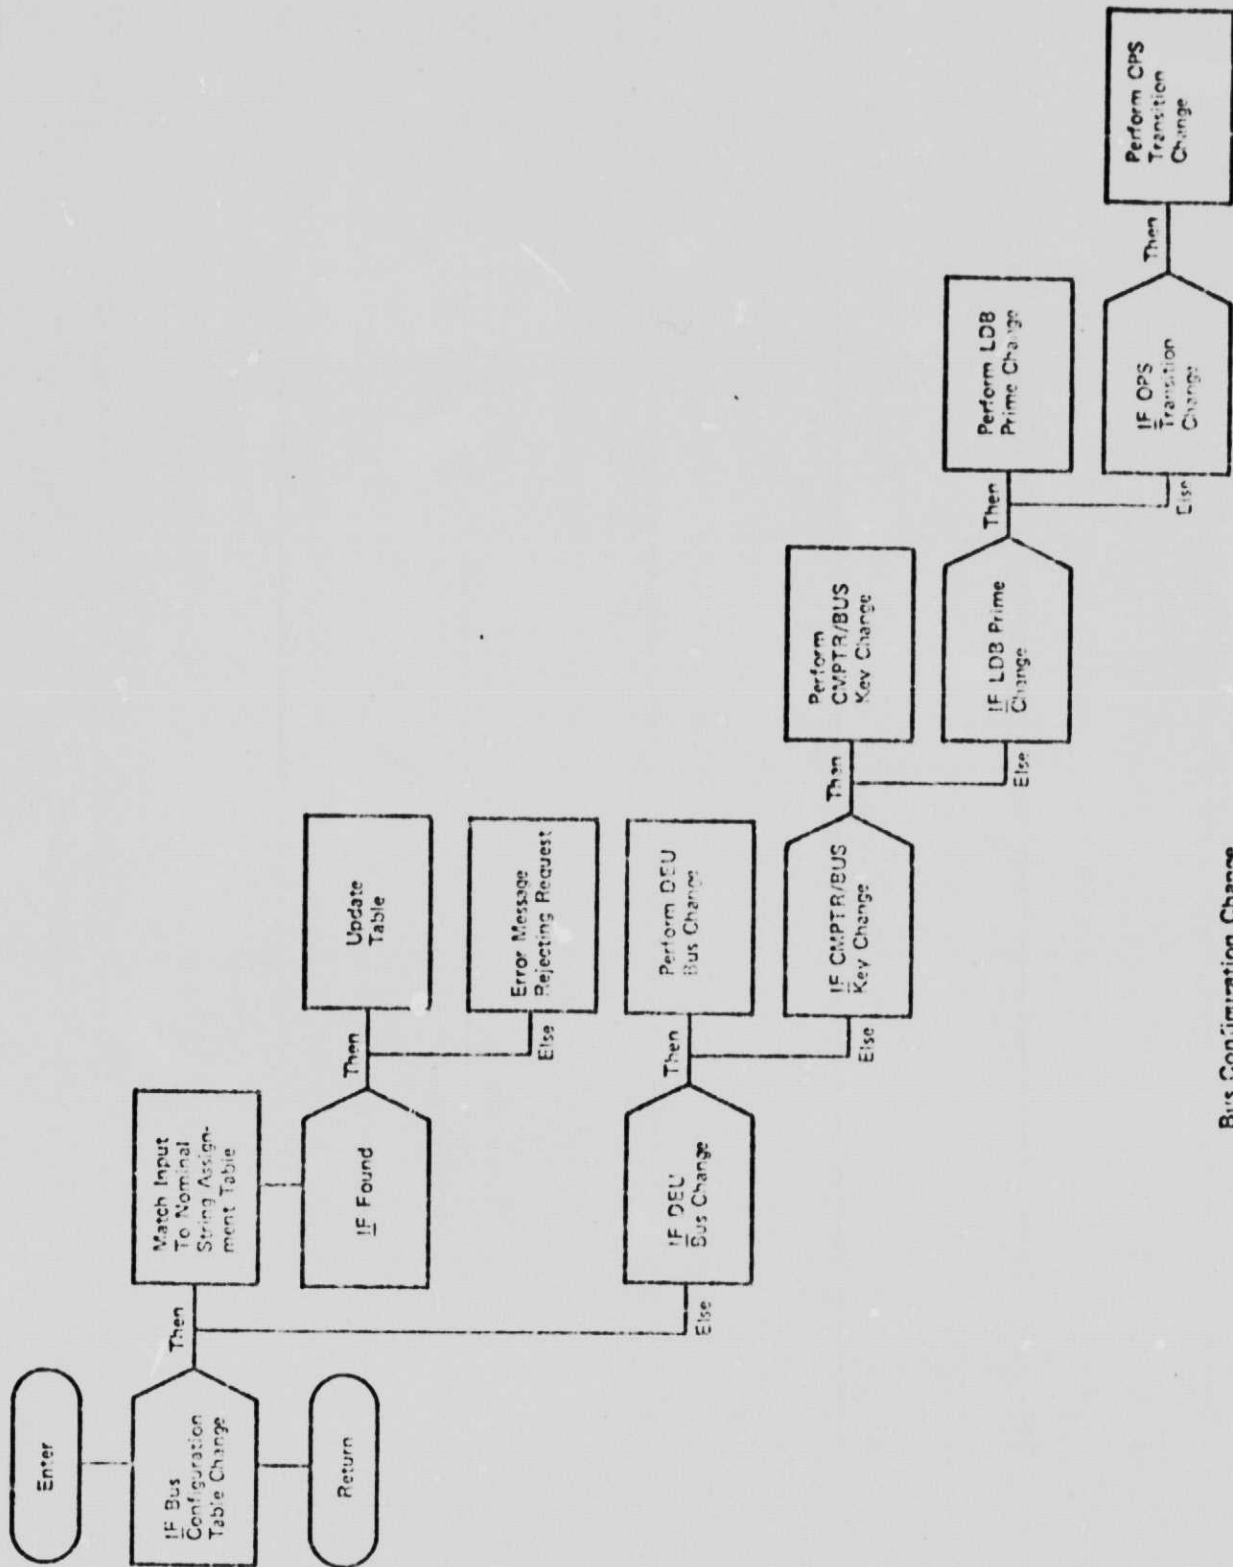 Enter
IF Bus
Configuration
Table Change
Return
Then
Match Input
To Nominal
String Assign-
ment Table
IF Found
Then
Update
Table
Else
Error Message
Rejecting Request
Else
IF DEU
Bus Change
Then
Perform DEU
Bus Change
Else
IF CMPTR/BUS
Key Change
Then
Perform
CMPTR/BUS
Key Change
Else
IF LDB Prime
Change
Then
Perform LDB
Prime Change
Else
IF OPS
Transition
Change
Then
Perform OPS
Transition
Change
Bus Configuration Change